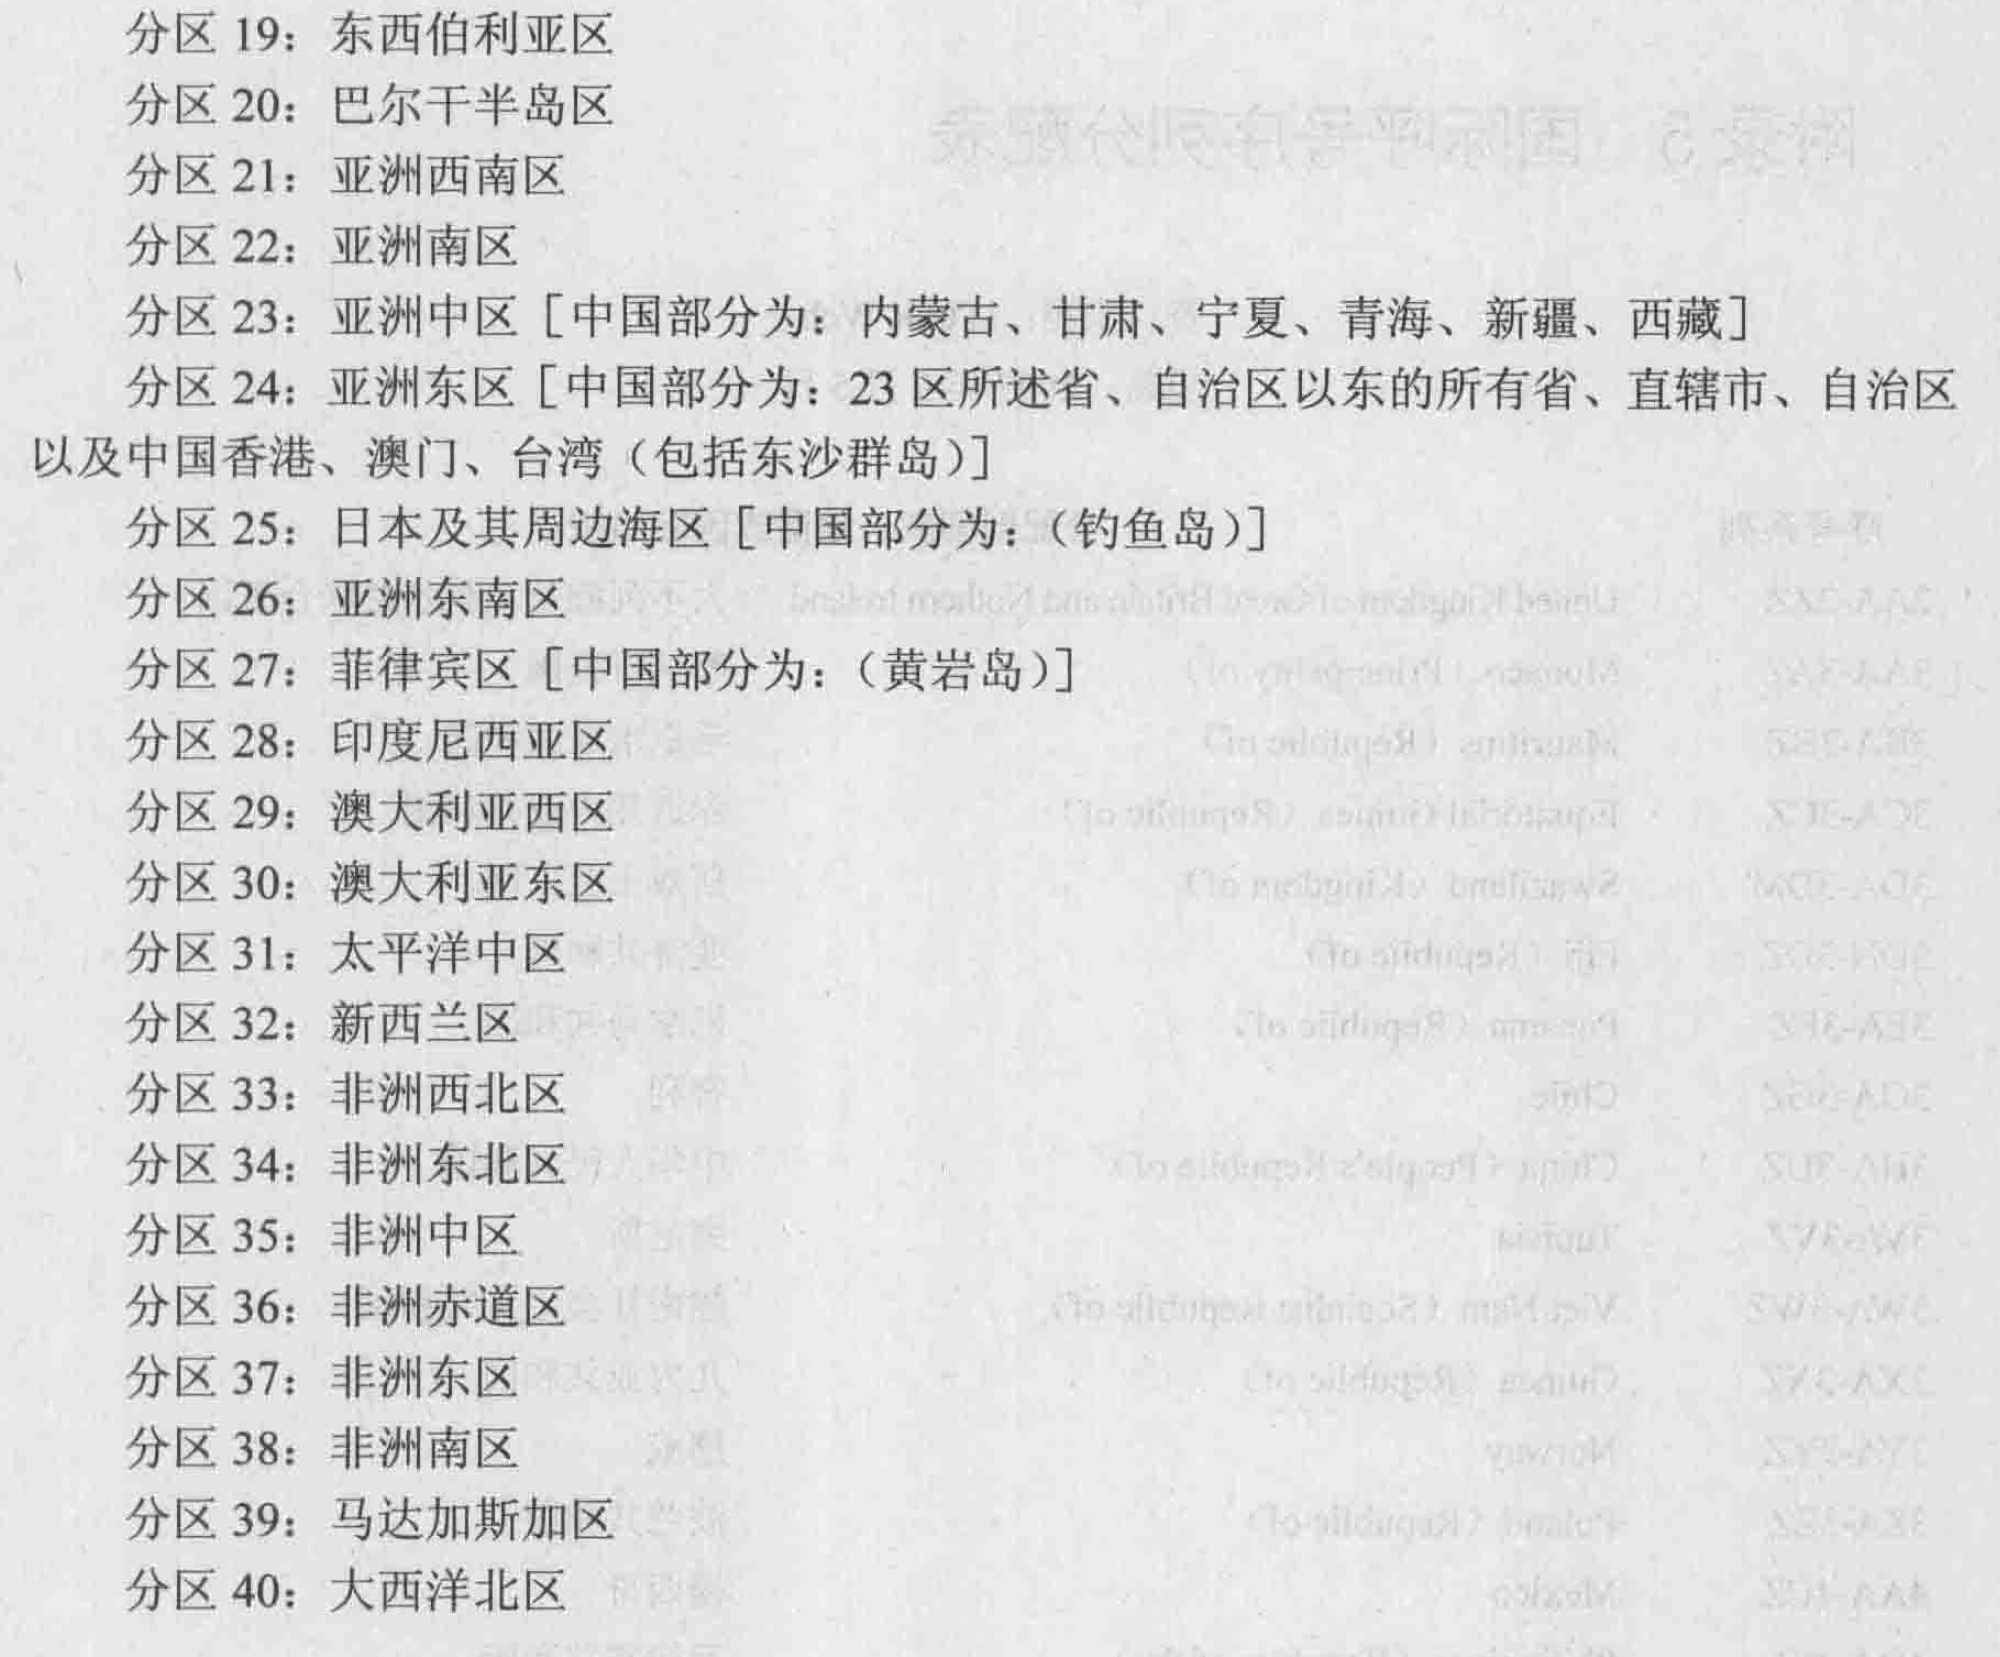 分区 19：东西伯利亚区
分区 20：巴尔干半岛区
分区 21：亚洲西南区
分区 22：亚洲南区
分区 23：亚洲中区［中国部分为：内蒙古、甘肃、宁夏、青海、新疆、西藏］
分区 24：亚洲东区［中国部分为：23 区所述省、自治区以东的所有省、直辖市、自治区
以及中国香港、澳门、台湾（包括东沙群岛）］
分区 25：日本及其周边海区［中国部分为：（钓鱼岛）］
分区 26：亚洲东南区
分区 27：菲律宾区［中国部分为：（黄岩岛）］
分区 28：印度尼西亚区
分区 29：澳大利亚西区
分区 30：澳大利亚东区
分区 31：太平洋中区
分区 32：新西兰区
分区 33：非洲西北区
分区 34：非洲东北区
分区 35：非洲中区
分区 36：非洲赤道区
分区 37：非洲东区
分区 38：非洲南区
分区 39：马达加斯加区
分区 40：大西洋北区